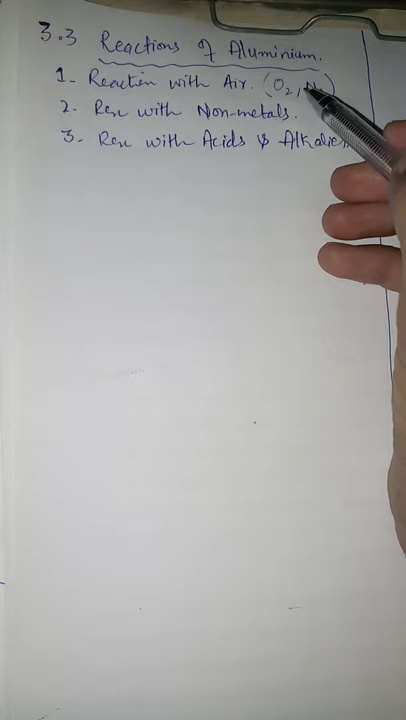 3.3 Reactions of Aluminium.
1- Reaction with Air. (O2,
2- Rxn with Non-metals.
3- Rxn with Acids & Alkalies